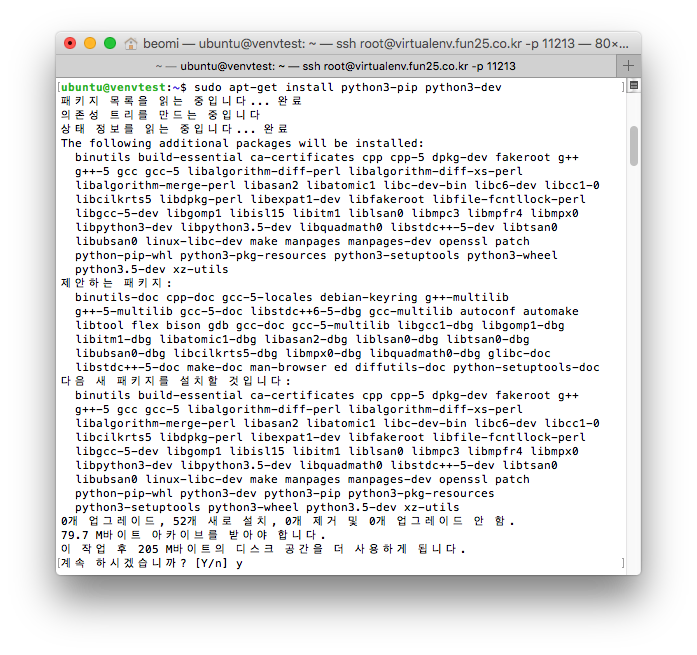 beomi — ubuntu@venvtest: ~ — ssh root@virtualenv.fun25.co.kr -p 11213 — 80×...
~ — ubuntu@venvtest: ~ — ssh root@virtualenv.fun25.co.kr -p 11213
[ubuntu@venvtest:~$ sudo apt-get install python3-pip python3-dev ]
패키지 목록을 읽는 중입니다... 완료
의존성 트리를 만드는 중입니다
상태 정보를 읽는 중입니다... 완료
The following additional packages will be installed:
binutils build-essential ca-certificates cpp cpp-5 dpkg-dev fakeroot g++
g++-5 gcc gcc-5 libalgorithm-diff-perl libalgorithm-diff-xs-perl
libalgorithm-merge-perl libasan2 libatomic1 libc-dev-bin libc6-dev libcc1-0
libcilkrts5 libdpkg-perl libexpat1-dev libfakeroot libfile-fcntllock-perl
libgcc-5-dev libgomp1 libisl15 libitm1 liblsan0 libmpc3 libmpfr4 libmpx0
libpython3-dev libpython3.5-dev libquadmath0 libstdc++-5-dev libtsan0
libubsan0 linux-libc-dev make manpages manpages-dev openssl patch
python-pip-whl python3-pkg-resources python3-setuptools python3-wheel
python3.5-dev xz-utils
제안하는 패키지:
binutils-doc cpp-doc gcc-5-locales debian-keyring g++-multilib
g++-5-multilib gcc-5-doc libstdc++6-5-dbg gcc-multilib autoconf automake
libtool flex bison gdb gcc-doc gcc-5-multilib libgcc1-dbg libgomp1-dbg
libitm1-dbg libatomic1-dbg libasan2-dbg liblsan0-dbg libtsan0-dbg
libubsan0-dbg libcilkrts5-dbg libmpx0-dbg libquadmath0-dbg glibc-doc
libstdc++-5-doc make-doc man-browser ed diffutils-doc python-setuptools-doc
다음 새 패키지를 설치할 것입니다:
binutils build-essential ca-certificates cpp cpp-5 dpkg-dev fakeroot g++
g++-5 gcc gcc-5 libalgorithm-diff-perl libalgorithm-diff-xs-perl
libalgorithm-merge-perl libasan2 libatomic1 libc-dev-bin libc6-dev libcc1-0
libcilkrts5 libdpkg-perl libexpat1-dev libfakeroot libfile-fcntllock-perl
libgcc-5-dev libgomp1 libisl15 libitm1 liblsan0 libmpc3 libmpfr4 libmpx0
libpython3-dev libpython3.5-dev libquadmath0 libstdc++-5-dev libtsan0
libubsan0 linux-libc-dev make manpages manpages-dev openssl patch
python-pip-whl python3-dev python3-pip python3-pkg-resources
python3-setuptools python3-wheel python3.5-dev xz-utils
0개 업그레이드, 52개 새로 설치, 0개 제거 및 0개 업그레이드 안 함.
79.7 M바이트 아카이브를 받아야 합니다.
이 작업 후 205 M바이트의 디스크 공간을 더 사용하게 됩니다.
[계속 하시겠습니까? [Y/n] y ]